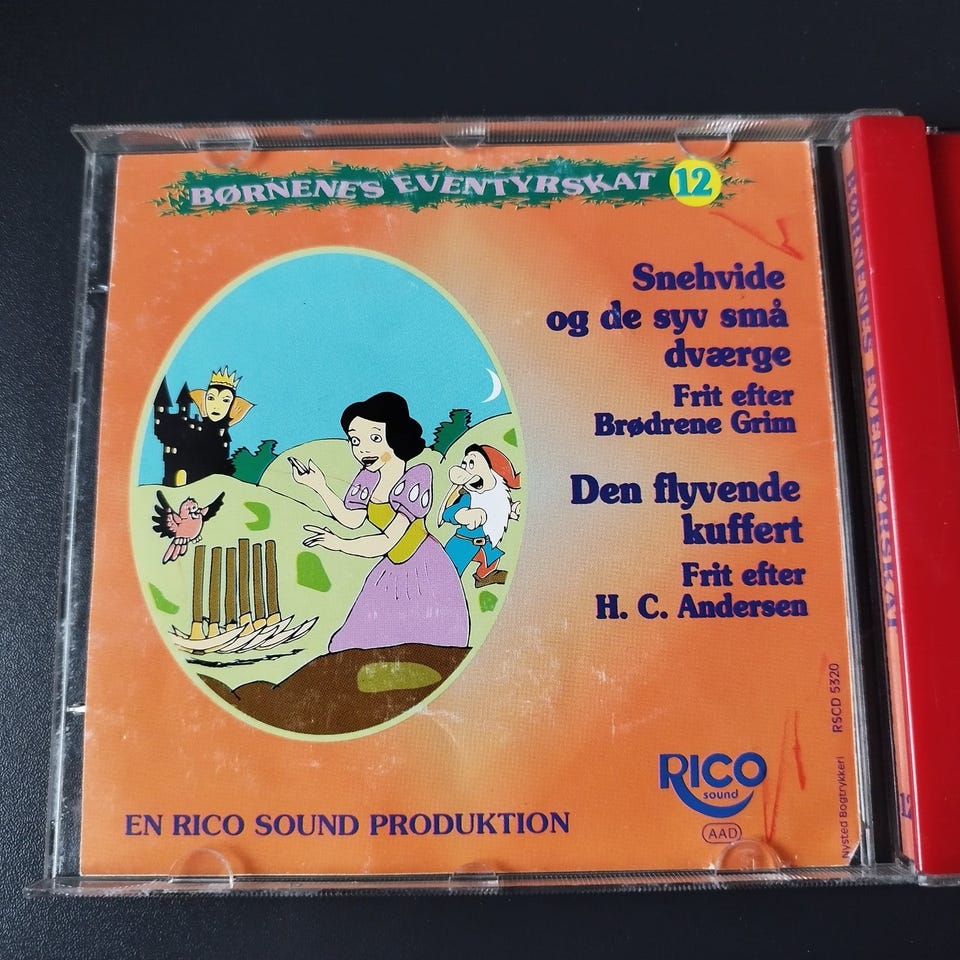 BØRNENES EVENTYRSKAT 12
Snehvide
og de syv små
dværge
Frit efter
Brødrene Grim
Den flyvende
kuffert
Frit efter
H. C. Andersen
RICO
sound
AAD
EN RICO SOUND PRODUKTION
Nysted Bogtrykkeri RSCD 5320
BØRNENES EVENTYRSKAT
12